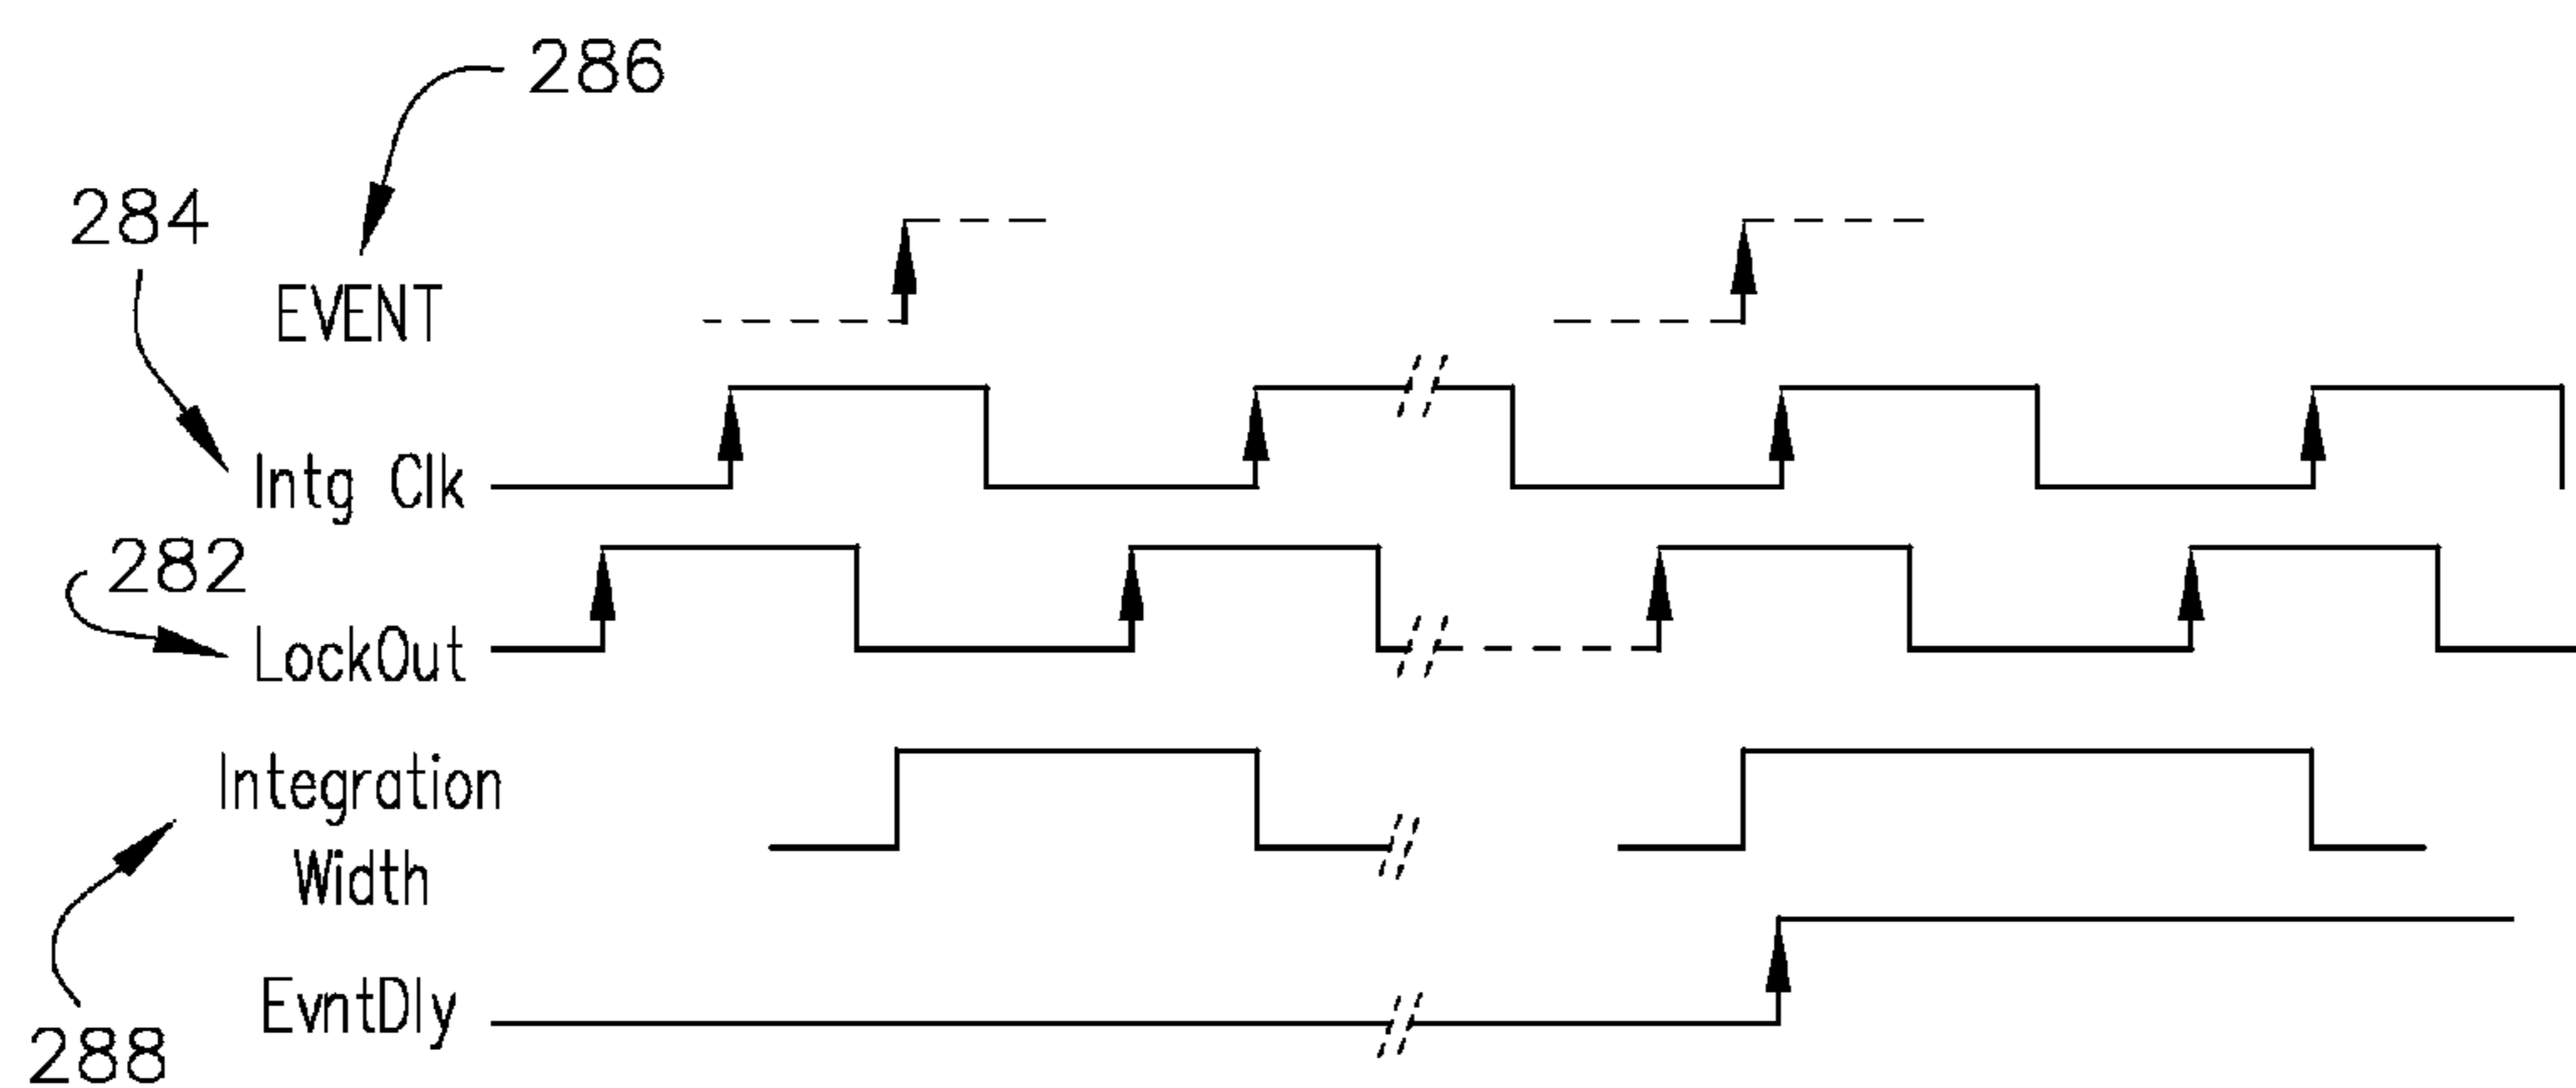 286
284
EVENT
Intg Clk
282
LockOut
Integration
Width
EvntDly
288